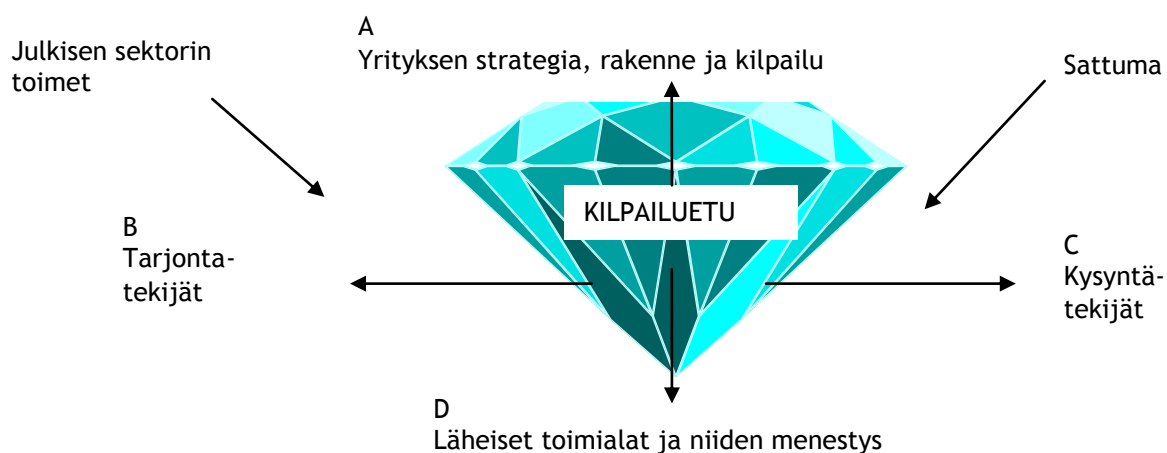 A
Yrityksen strategia, rakenne ja kilpailu
Julkisen sektorin
toimet
Sattuma
KILPAILUETU
B
Tarjonta-
tekijät
C
Kysyntä-
tekijät
D
Läheiset toimialat ja niiden menestys